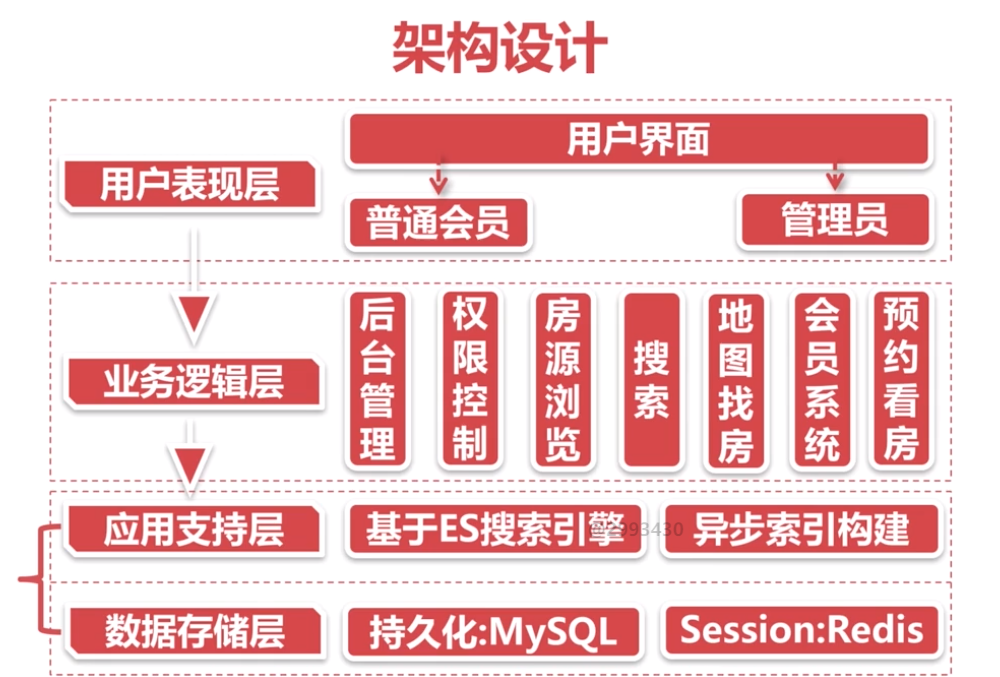 架构设计
用户界面
用户表现层
普通会员
管理员
业务逻辑层
后台管理
权限控制
房源浏览
搜索
地图找房
会员系统
预约看房
应用支持层
基于ES搜索引擎
异步索引构建
数据存储层
持久化:MySQL
Session:Redis